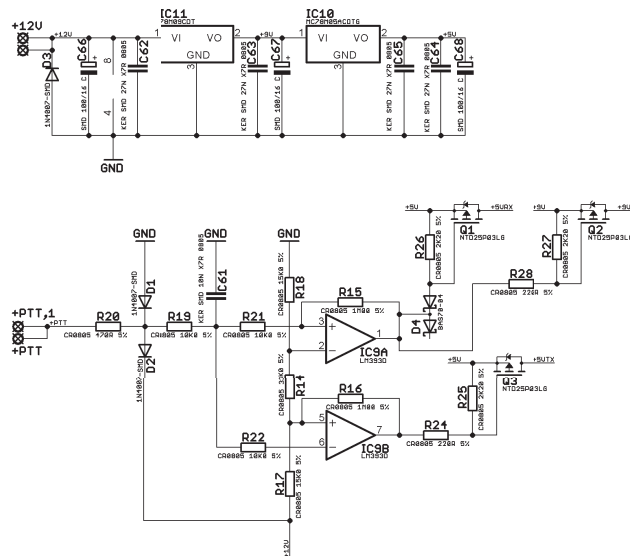 +12V
+12V
IC11
78M09CDT
VI
VO
GND
1
2
3
+9V
IC10
MC78M05ACDTG
VI
VO
GND
1
2
3
+5V
D3
1N4007-SMD
C66
SMD 100/16 C
8
4
C62
KER SMD 27N X7R 0805
C63
KER SMD 27N X7R 0805
C67
SMD 100/16 C
C65
KER SMD 27N X7R 0805
C64
KER SMD 27N X7R 0805
C68
SMD 100/16 C
GND
GND
GND
GND
+5V
+5VRX
Q1
NTD25P03LG
R26
CR0805 2K20 5%
+9V
Q2
NTD25P03LG
R27
CR0805 2K20 5%
R28
CR0805 220R 5%
D4
BAS70-04
+PTT,1
+PTT
+PTT
R20
CR0805 470R 5%
D1
1N4007-SMD
D2
1N4007-SMD
R19
CR0805 10K0 5%
C61
KER SMD 10N X7R 0805
R21
CR0805 10K0 5%
R18
CR0805 15K0 5%
R15
CR0805 1M00 5%
3
2
1
IC9A
LM393D
R14
R16
CR0805 1M00 5%
5
6
7
IC9B
LM393D
R22
CR0805 10K0 5%
R17
CR0805 15K0 5%
+12V
R24
CR0805 220R 5%
R25
CR0805 2K20 5%
+5V
+5VTX
Q3
NTD25P03LG